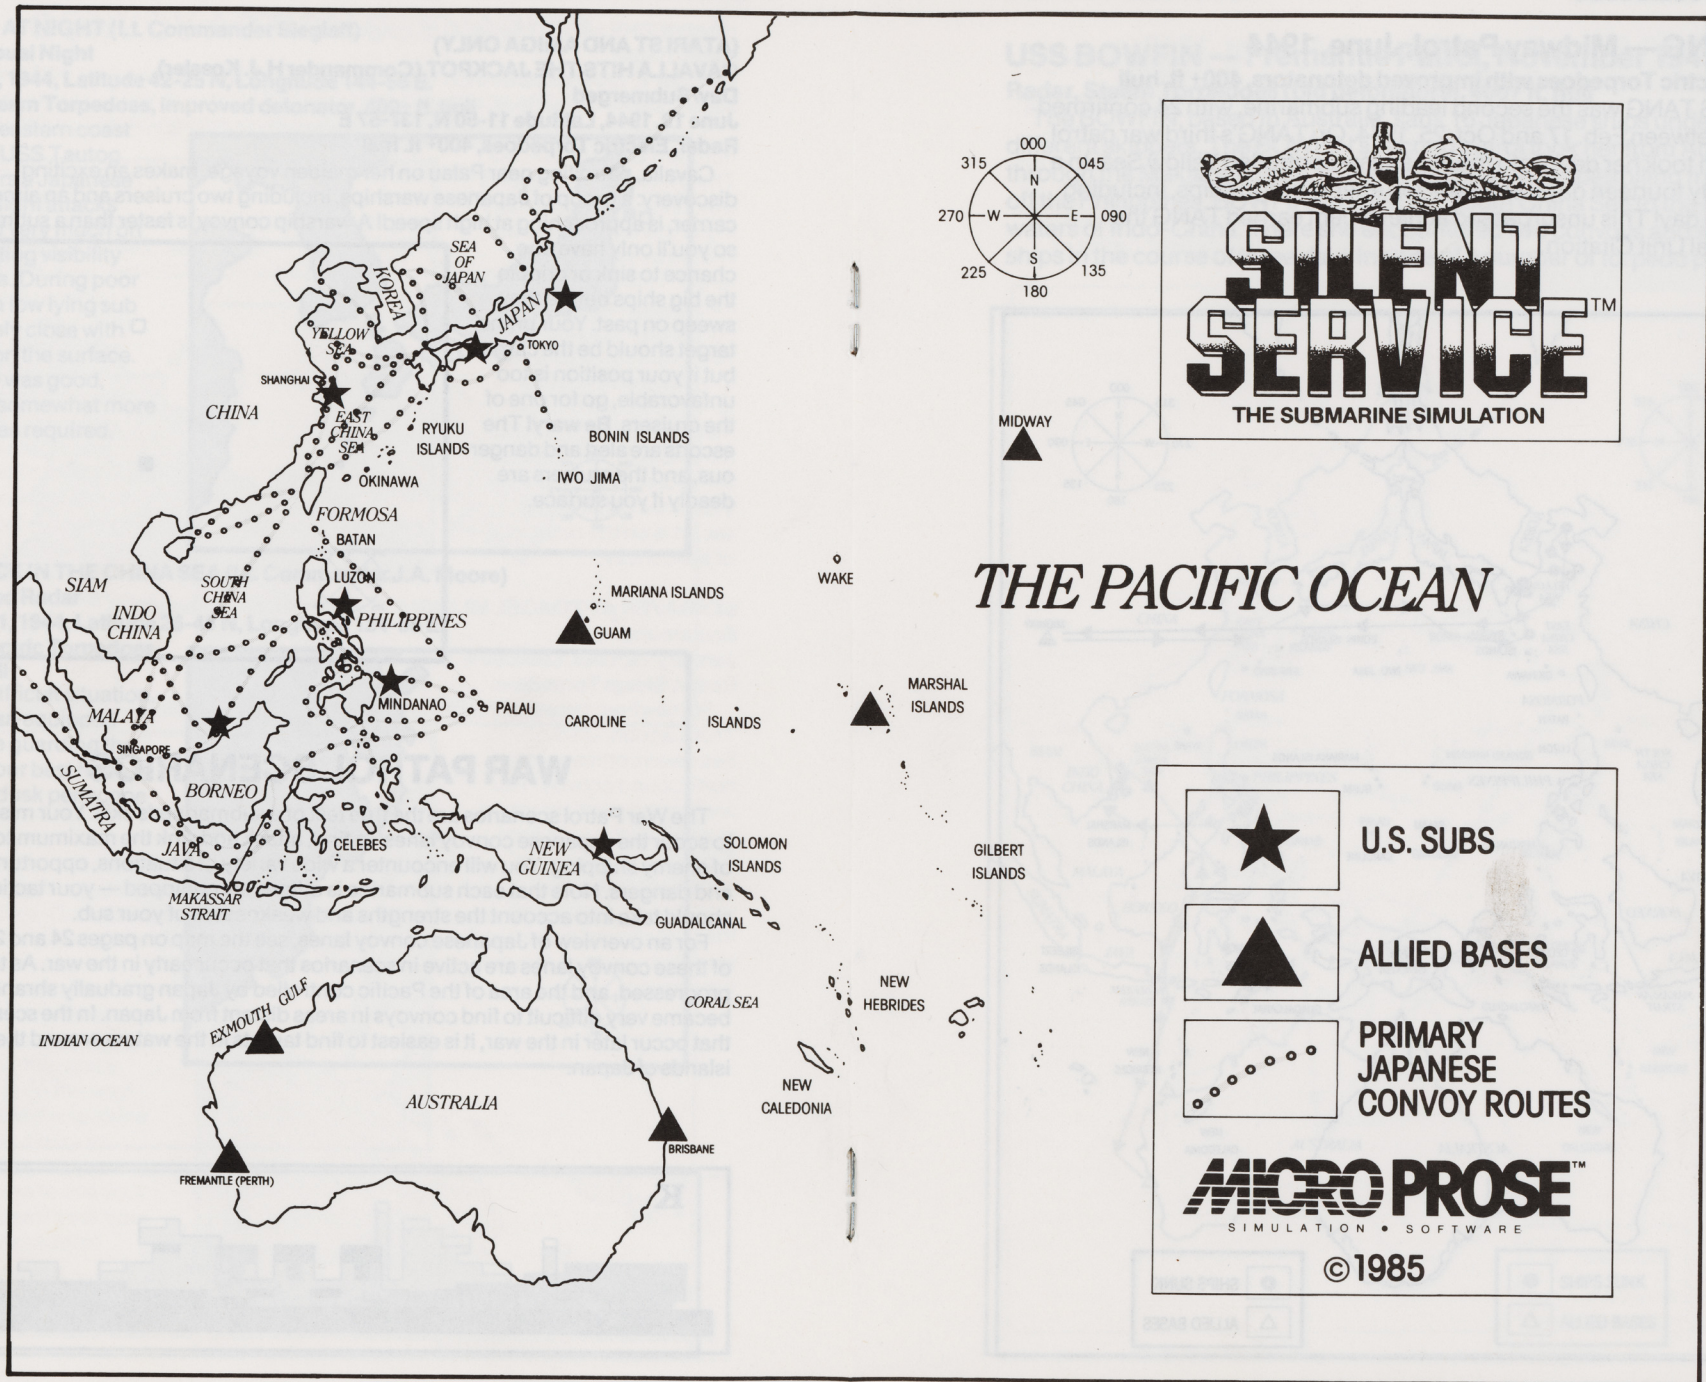 000
045
090
135
180
225
270
315
N
E
S
W
SILENT
SERVICE™
THE SUBMARINE SIMULATION
SEA
OF
JAPAN
KOREA
JAPAN
YELLOW
SEA
TOKYO
SHANGHAI
CHINA
EAST
CHINA
SEA
RYUKU
ISLANDS
BONIN ISLANDS
MIDWAY
IWO JIMA
OKINAWA
FORMOSA
BATAN
THE PACIFIC OCEAN
SIAM
INDO
CHINA
SOUTH
CHINA
SEA
LUZON
PHILIPPINES
MARIANA ISLANDS
GUAM
WAKE
MARSHAL
ISLANDS
MINDANAO
PALAU
CAROLINE ISLANDS
MALAYA
SINGAPORE
SUMATRA
BORNEO
JAVA
CELEBES
NEW
GUINEA
SOLOMON
ISLANDS
GILBERT
ISLANDS
MAKASSAR
STRAIT
GUADALCANAL
EXMOUTH GULF
INDIAN OCEAN
CORAL SEA
NEW
HEBRIDES
NEW
CALEDONIA
AUSTRALIA
BRISBANE
FREMANTLE (PERTH)
U.S. SUBS
ALLIED BASES
PRIMARY
JAPANESE
CONVOY ROUTES
MICRO PROSE™
SIMULATION • SOFTWARE
©1985